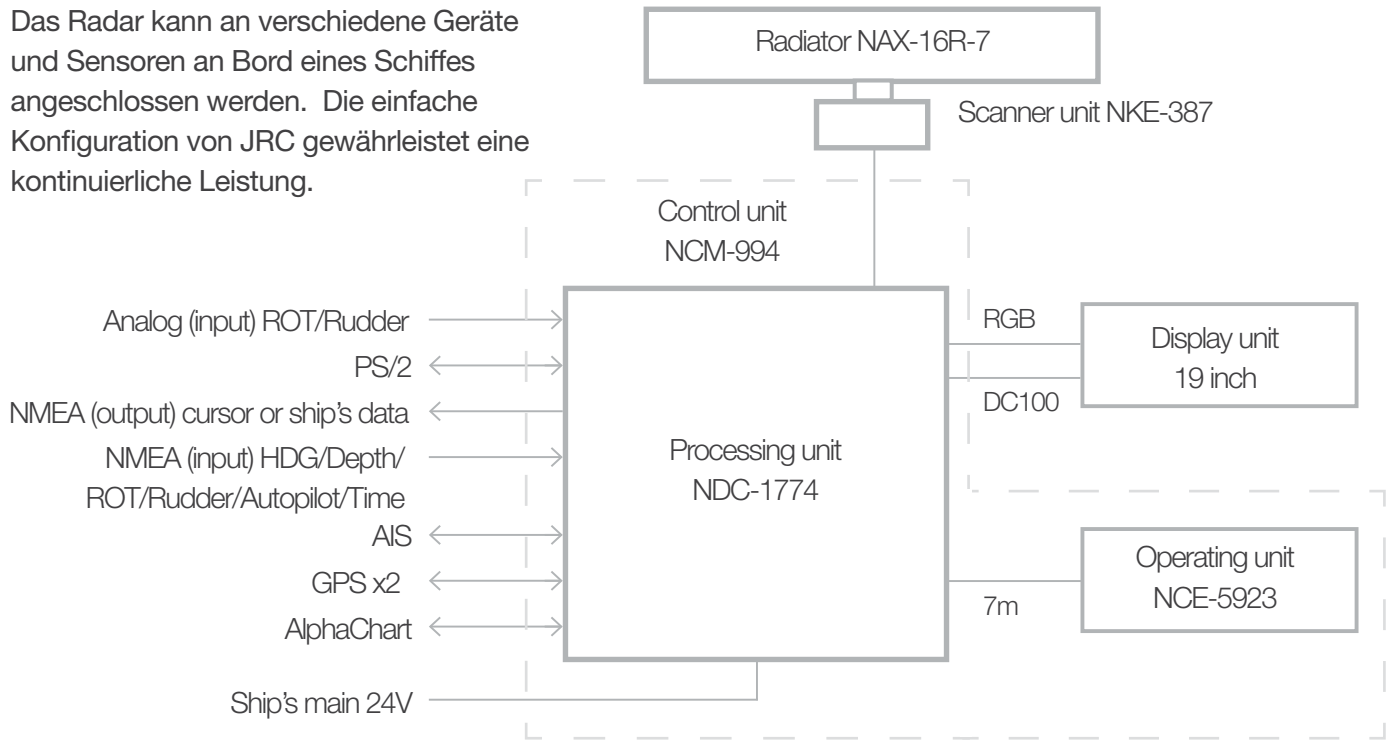 Das Radar kann an verschiedene Geräte
und Sensoren an Bord eines Schiffes
angeschlossen werden.  Die einfache
Konfiguration von JRC gewährleistet eine
kontinuierliche Leistung.
Radiator NAX-16R-7
Scanner unit NKE-387
Control unit
NCM-994
Analog (input) ROT/Rudder
PS/2
NMEA (output) cursor or ship's data
NMEA (input) HDG/Depth/
ROT/Rudder/Autopilot/Time
AIS
GPS x2
AlphaChart
Ship's main 24V
Processing unit
NDC-1774
RGB
DC100
Display unit
19 inch
7m
Operating unit
NCE-5923